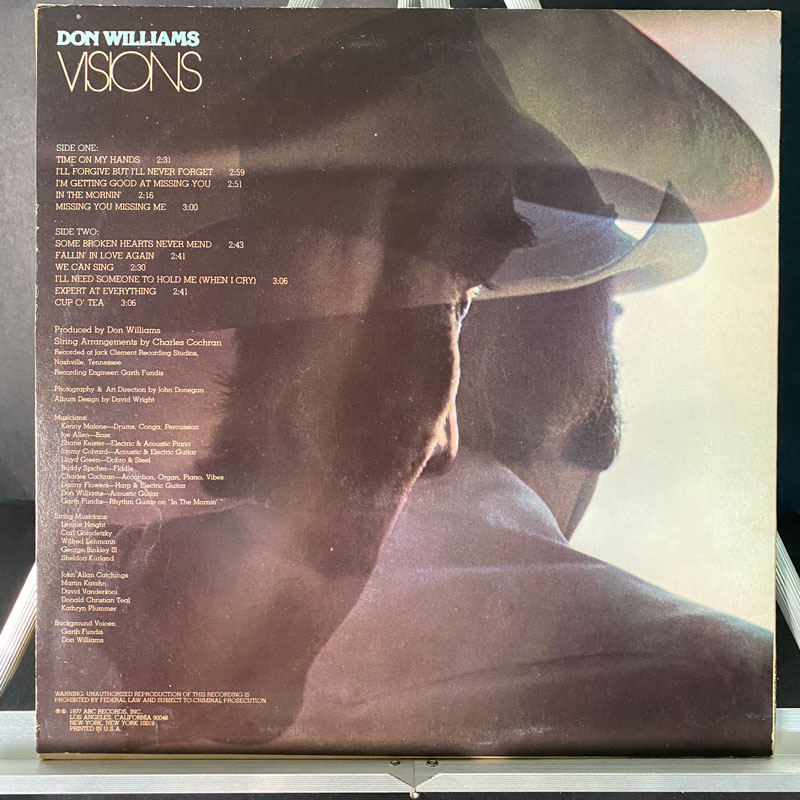 DON WILLIAMS
VISIONS
SIDE ONE:
TIME ON MY HANDS 2:31
I'LL FORGIVE BUT I'LL NEVER FORGET 2:59
I'M GETTING GOOD AT MISSING YOU 2:51
IN THE MORNIN' 2:16
MISSING YOU MISSING ME 3:00
SIDE TWO:
SOME BROKEN HEARTS NEVER MEND 2:43
FALLIN' IN LOVE AGAIN 2:41
WE CAN SING 2:30
I'LL NEED SOMEONE TO HOLD ME (WHEN I CRY) 3:06
EXPERT AT EVERYTHING 2:41
CUP O' TEA 3:06
Produced by Don Williams
String Arrangements by Charles Cochran
Recorded at Jack Clement Recording Studios,
Nashville, Tennessee
Recording Engineer: Garth Fundis
Photography & Art Direction by John Donegan
Album Design by David Wright
Musicians:
Kenny Malone—Drums, Conga, Percussion
Joe Allen—Bass
Shane Keister—Electric & Acoustic Piano
Jimmy Colvard—Acoustic & Electric Guitar
Lloyd Green—Dobro & Steel
Buddy Spicher—Fiddle
Charles Cochran—Accordion, Organ, Piano, Vibes
Danny Flowers—Harp & Electric Guitar
Don Williams—Acoustic Guitar
Garth Fundis—Rhythm Guitar on "In The Mornin' "
String Musicians:
Lennie Haight
Carl Gorodetzky
Wilfred Lehmann
George Binkley III
Sheldon Kurland
John Allan Catchings
Martin Katahn
David Vanderkooi
Donald Christian Teal
Kathryn Plummer
Background Voices:
Garth Fundis
Don Williams
WARNING: UNAUTHORIZED REPRODUCTION OF THIS RECORDING IS
PROHIBITED BY FEDERAL LAW AND SUBJECT TO CRIMINAL PROSECUTION
℗© 1977 ABC RECORDS, INC.
LOS ANGELES, CALIFORNIA 90048
NEW YORK, NEW YORK 10019
PRINTED IN U.S.A.